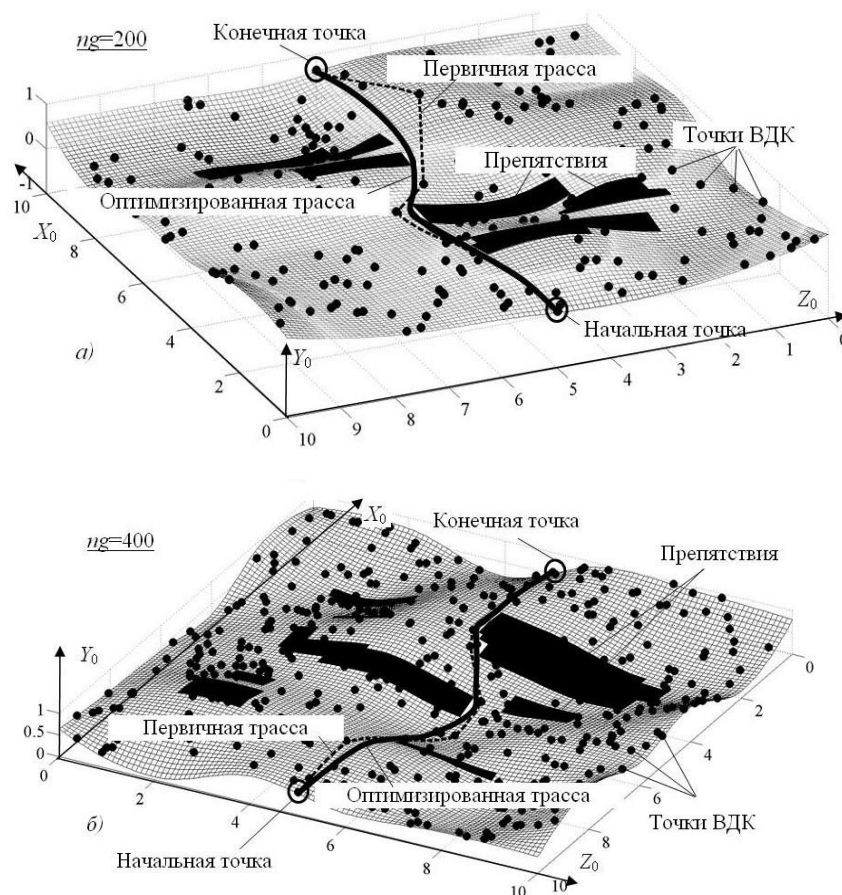 ng=200
Конечная точка
Первичная трасса
Точки ВДК
Препятствия
Оптимизированная трасса
Начальная точка
1
0
-1
10
8
6
4
2
0
X0
Y0
Z0
10
9
8
7
6
5
4
3
2
1
0
а)
ng=400
Конечная точка
X0
Препятствия
Y0
1
0.5
0
0
2
4
6
8
10
0
2
4
6
8
10
Первичная трасса
Оптимизированная трасса
Точки ВДК
Начальная точка
Z0
б)